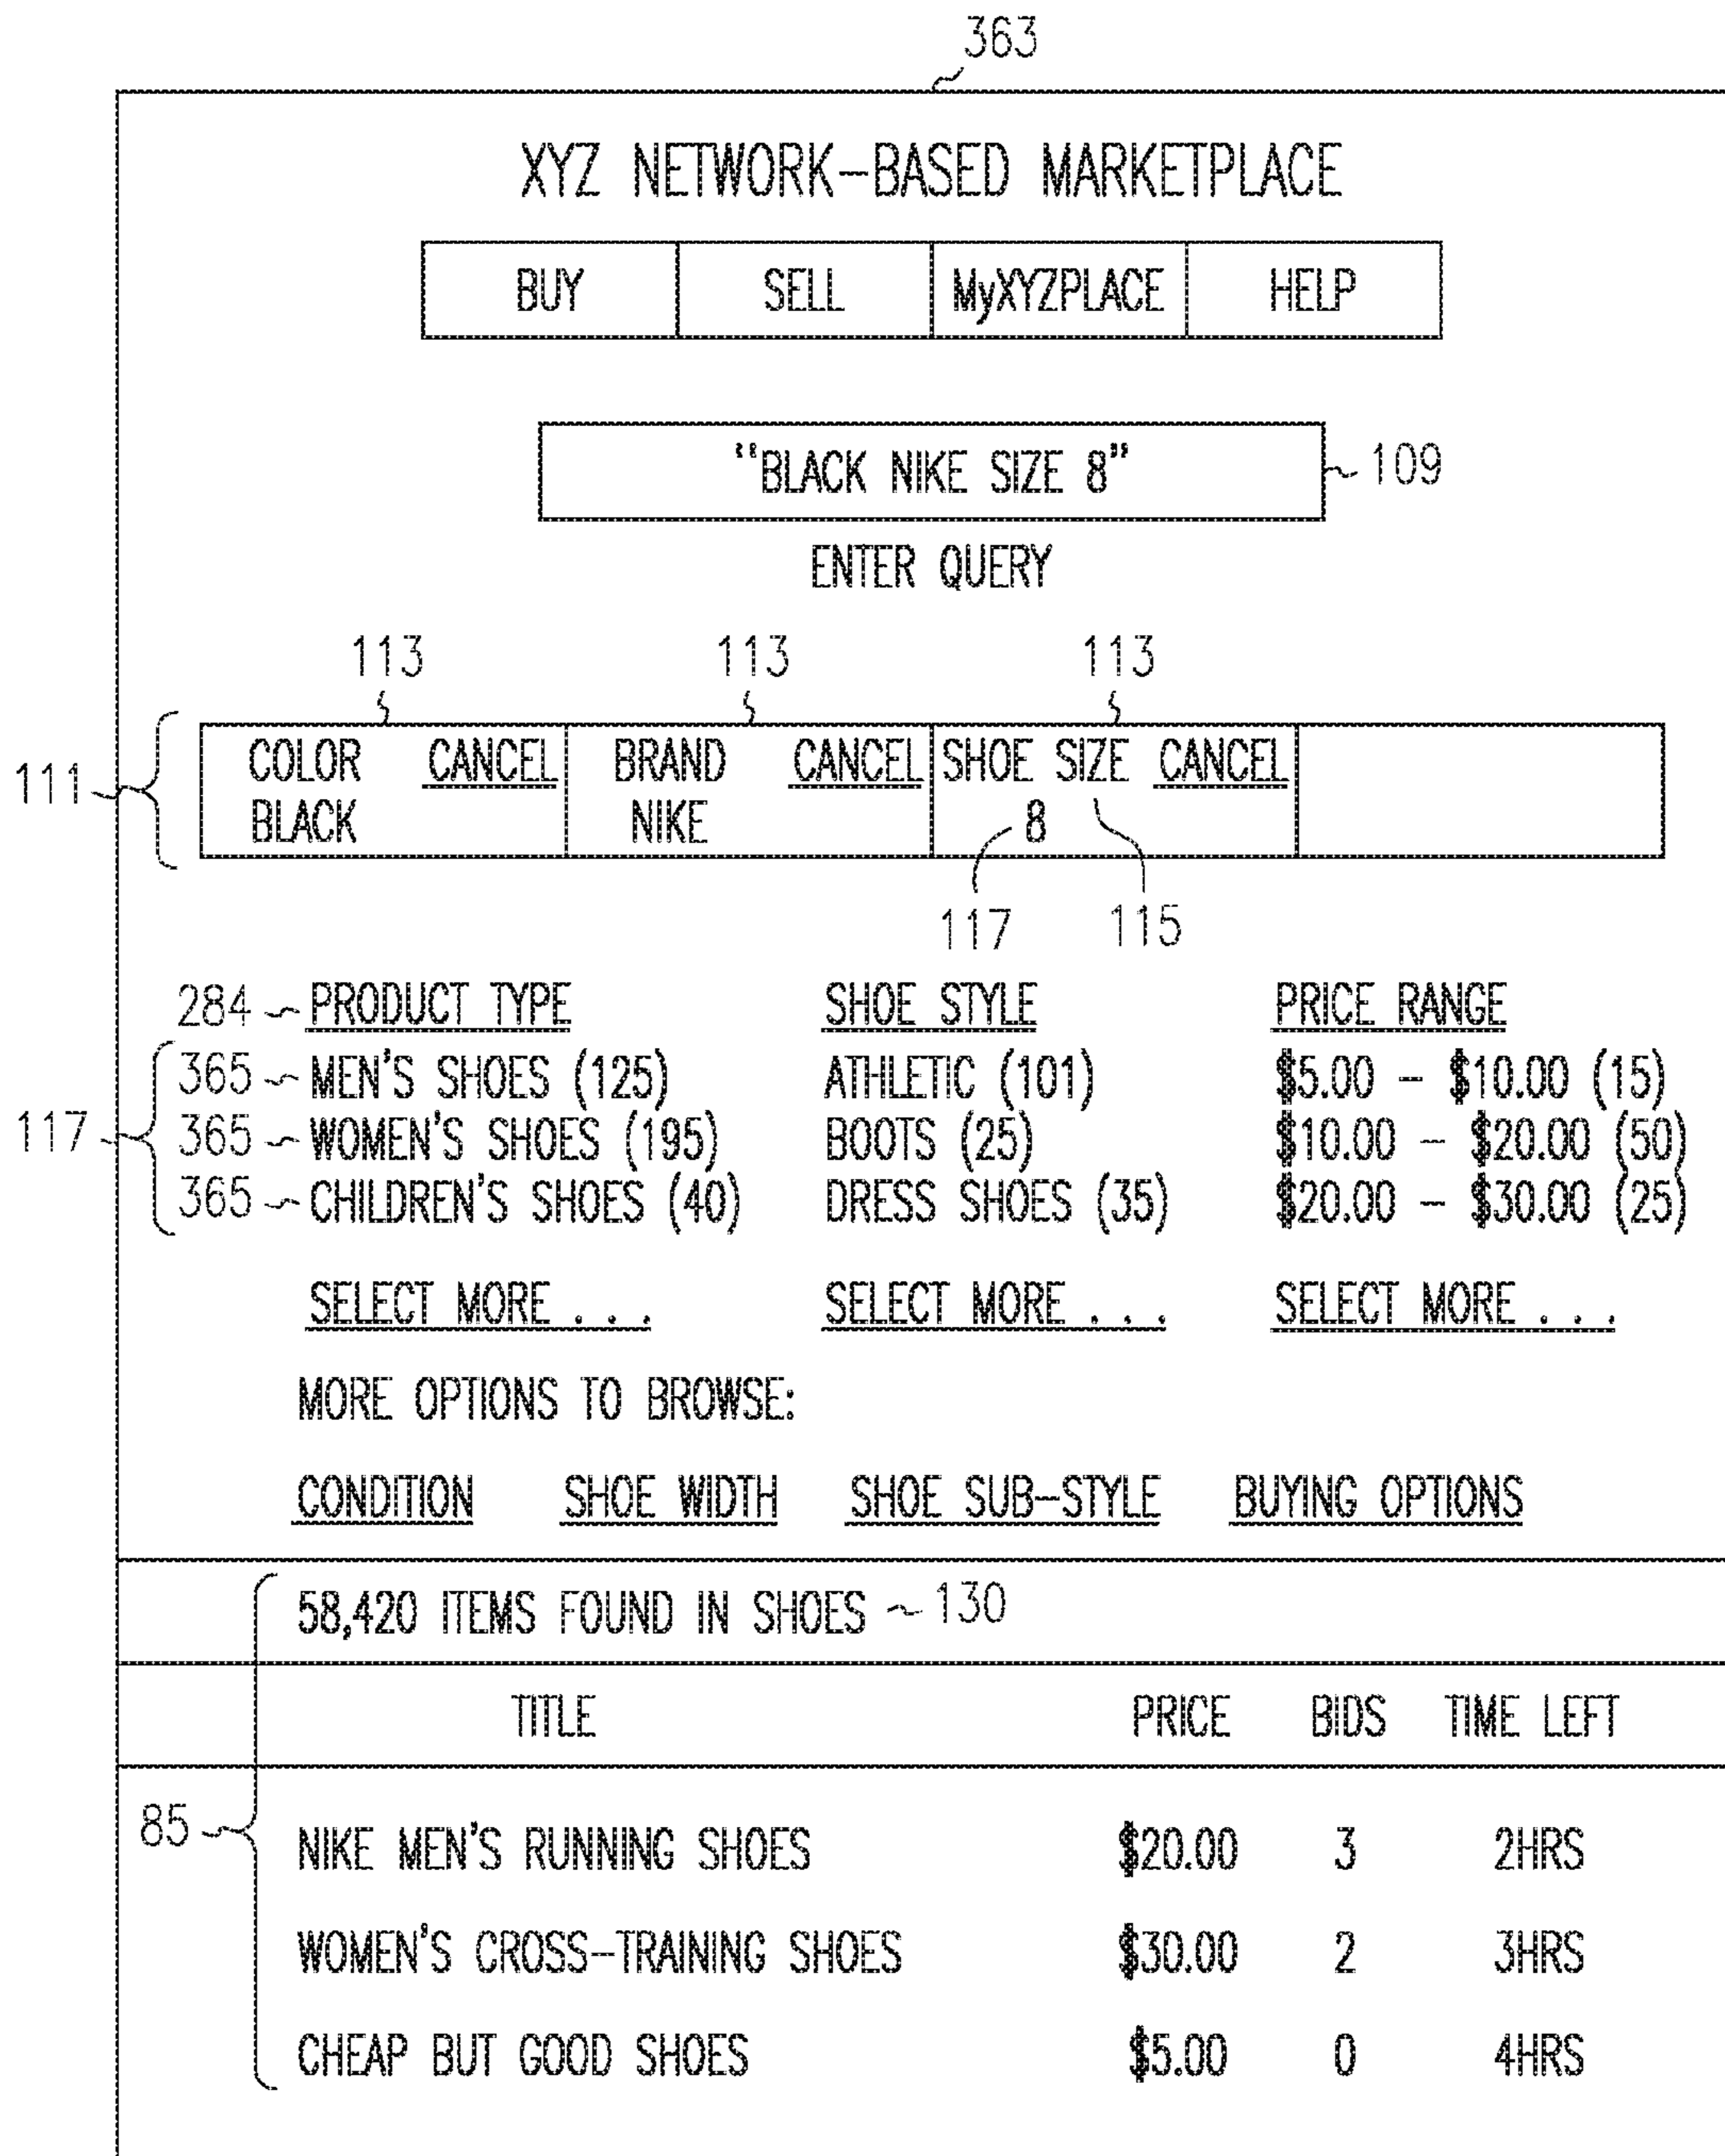 363
XYZ NETWORK-BASED MARKETPLACE
BUY SELL MyXYZPLACE HELP
"BLACK NIKE SIZE 8" 109
ENTER QUERY
113 113 113
COLOR CANCEL BRAND CANCEL SHOE SIZE CANCEL
111
BLACK NIKE 8
117 115
284 PRODUCT TYPE SHOE STYLE PRICE RANGE
365 MEN'S SHOES (125) ATHLETIC (101) $5.00 - $10.00 (15)
117 365 WOMEN'S SHOES (195) BOOTS (25) $10.00 - $20.00 (50)
365 CHILDREN'S SHOES (40) DRESS SHOES (35) $20.00 - $30.00 (25)
SELECT MORE . . . SELECT MORE . . . SELECT MORE . . .
MORE OPTIONS TO BROWSE:
CONDITION SHOE WIDTH SHOE SUB-STYLE BUYING OPTIONS
58,420 ITEMS FOUND IN SHOES 130
TITLE PRICE BIDS TIME LEFT
85 NIKE MEN'S RUNNING SHOES $20.00 3 2HRS
WOMEN'S CROSS-TRAINING SHOES $30.00 2 3HRS
CHEAP BUT GOOD SHOES $5.00 0 4HRS